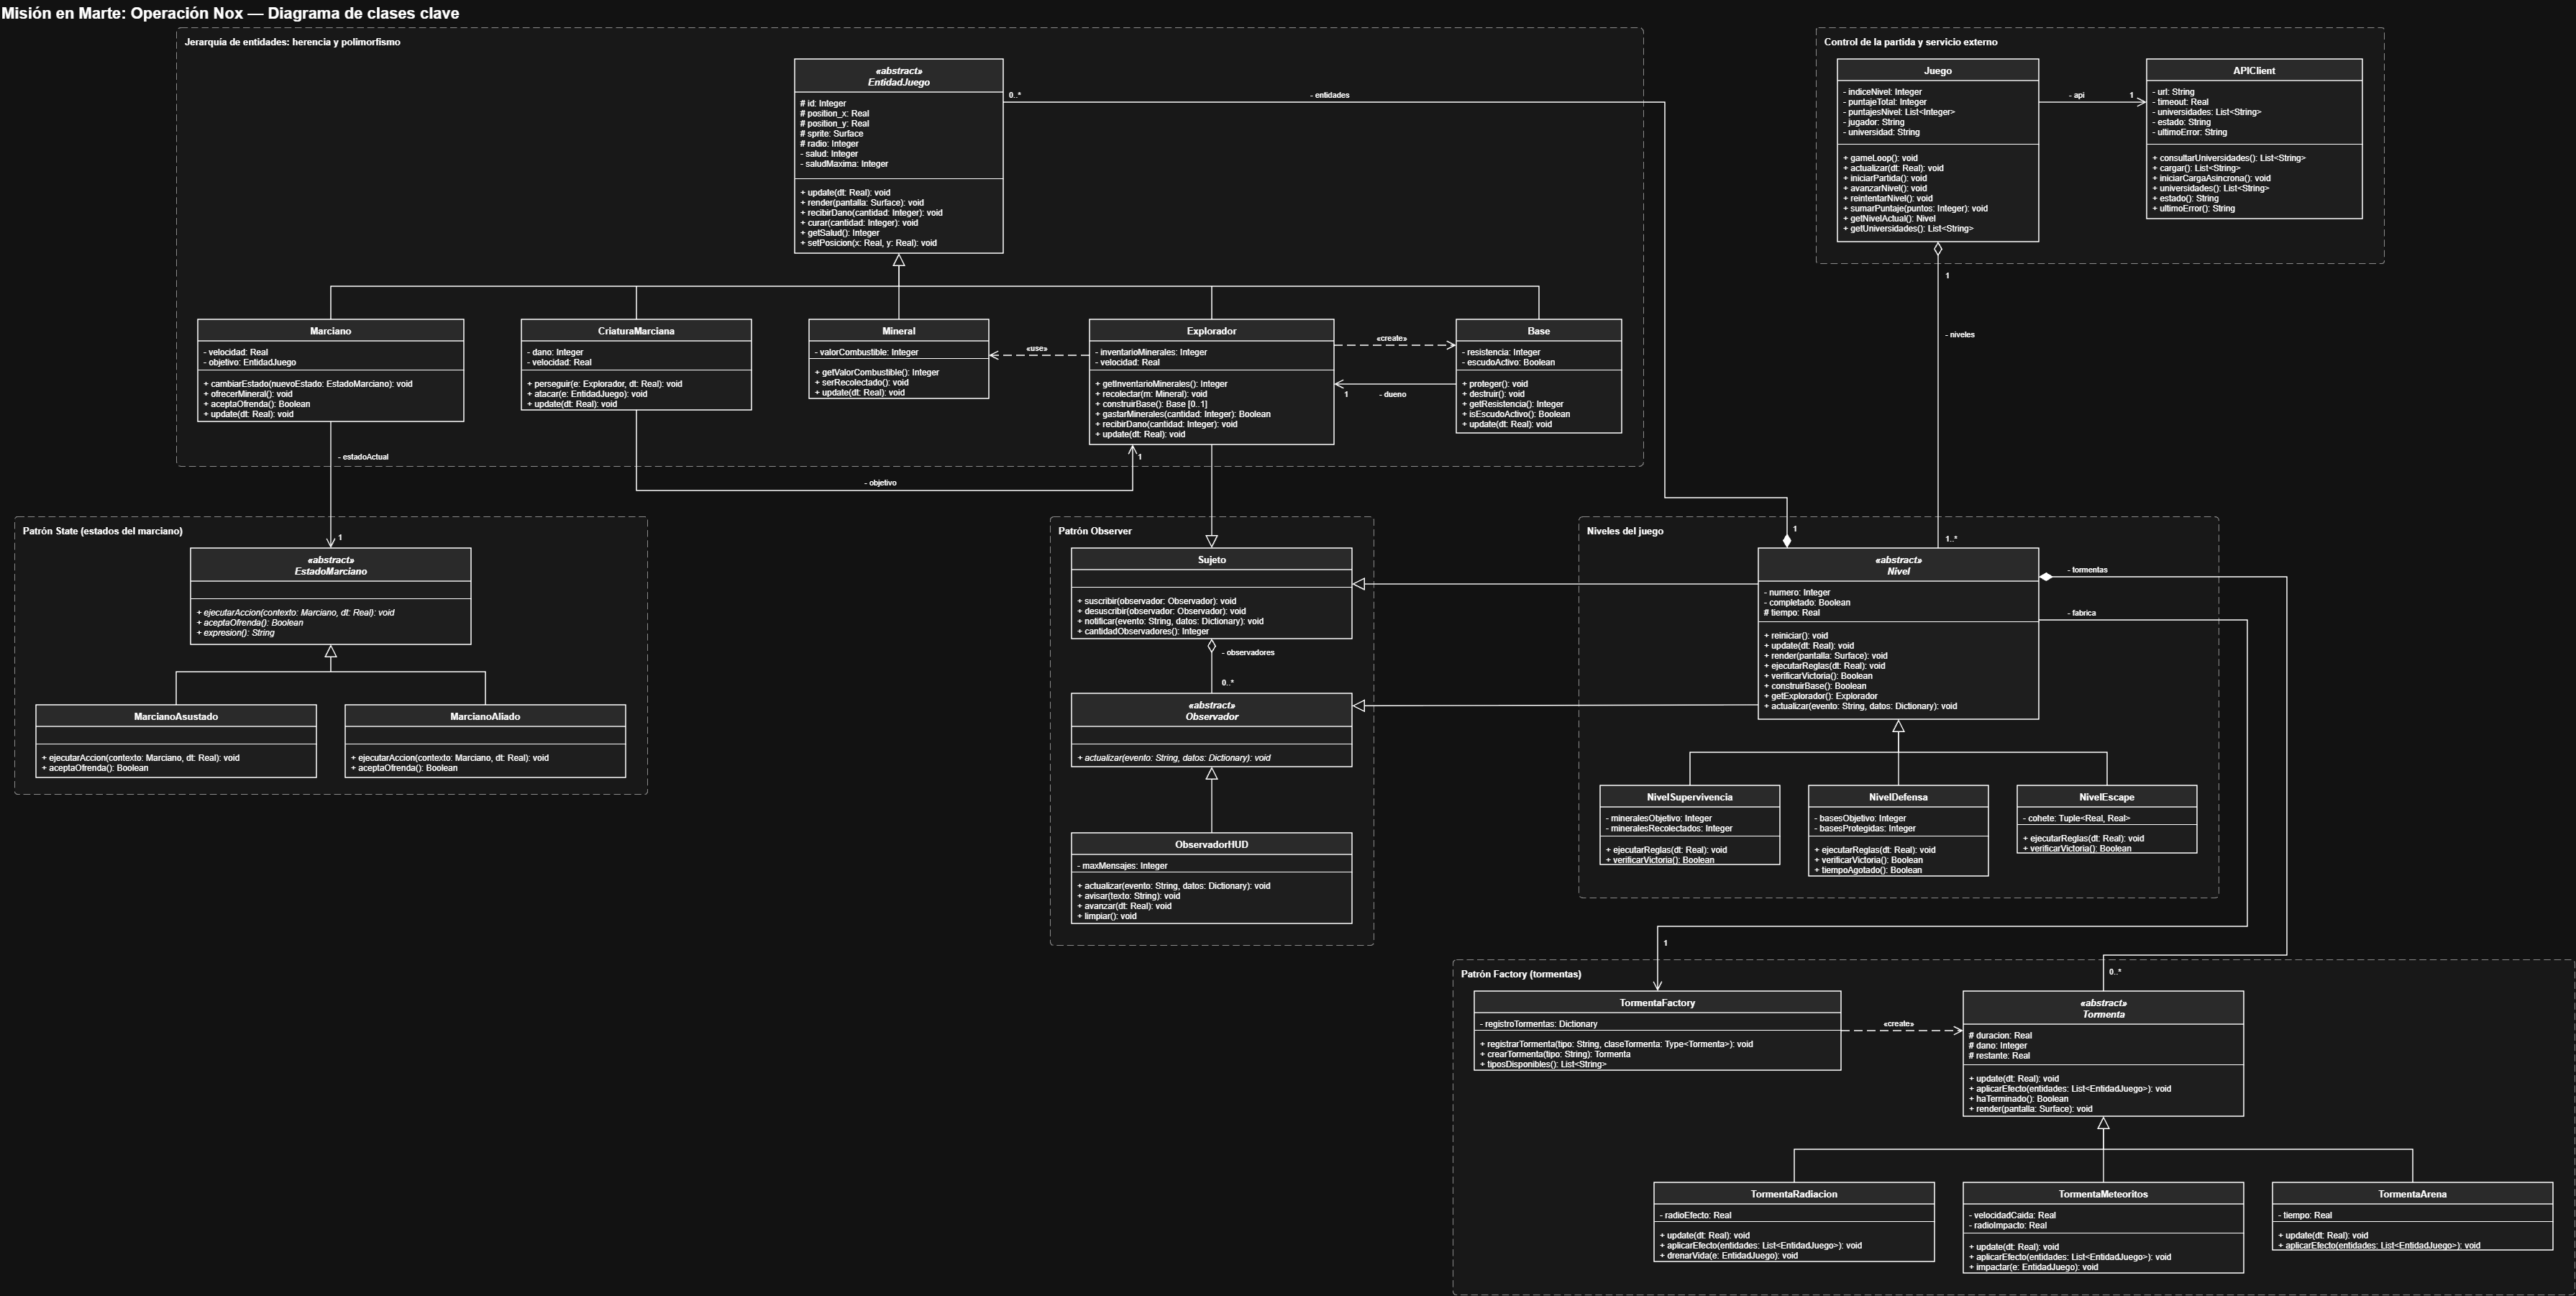 Misión en Marte: Operación Nox — Diagrama de clases clave
Jerarquía de entidades: herencia y polimorfismo
«abstract»
EntidadJuego
# id: Integer
# position_x: Real
# position_y: Real
# sprite: Surface
# radio: Integer
- salud: Integer
- saludMaxima: Integer
+ update(dt: Real): void
+ render(pantalla: Surface): void
+ recibirDano(cantidad: Integer): void
+ curar(cantidad: Integer): void
+ getSalud(): Integer
+ setPosicion(x: Real, y: Real): void
0..*
- entidades
Marciano
- velocidad: Real
- objetivo: EntidadJuego
+ cambiarEstado(nuevoEstado: EstadoMarciano): void
+ ofrecerMineral(): void
+ aceptaOfrenda(): Boolean
+ update(dt: Real): void
CriaturaMarciana
- dano: Integer
- velocidad: Real
+ perseguir(e: Explorador, dt: Real): void
+ atacar(e: EntidadJuego): void
+ update(dt: Real): void
Mineral
- valorCombustible: Integer
+ getValorCombustible(): Integer
+ serRecolectado(): void
+ update(dt: Real): void
«use»
Explorador
- inventarioMinerales: Integer
- velocidad: Real
+ getInventarioMinerales(): Integer
+ recolectar(m: Mineral): void
+ construirBase(): Base [0..1]
+ gastarMinerales(cantidad: Integer): Boolean
+ recibirDano(cantidad: Integer): void
+ update(dt: Real): void
«create»
1
- dueno
Base
- resistencia: Integer
- escudoActivo: Boolean
+ proteger(): void
+ destruir(): void
+ getResistencia(): Integer
+ isEscudoActivo(): Boolean
+ update(dt: Real): void
- estadoActual
1
- objetivo
1
Control de la partida y servicio externo
Juego
- indiceNivel: Integer
- puntajeTotal: Integer
- puntajesNivel: List<Integer>
- jugador: String
- universidad: String
+ gameLoop(): void
+ actualizar(dt: Real): void
+ iniciarPartida(): void
+ avanzarNivel(): void
+ reintentarNivel(): void
+ sumarPuntaje(puntos: Integer): void
+ getNivelActual(): Nivel
+ getUniversidades(): List<String>
- api
1
APIClient
- url: String
- timeout: Real
- universidades: List<String>
- estado: String
- ultimoError: String
+ consultarUniversidades(): List<String>
+ cargar(): List<String>
+ iniciarCargaAsincrona(): void
+ universidades(): List<String>
+ estado(): String
+ ultimoError(): String
1
- niveles
1..*
Patrón State (estados del marciano)
1
«abstract»
EstadoMarciano
+ ejecutarAccion(contexto: Marciano, dt: Real): void
+ aceptaOfrenda(): Boolean
+ expresion(): String
MarcianoAsustado
+ ejecutarAccion(contexto: Marciano, dt: Real): void
+ aceptaOfrenda(): Boolean
MarcianoAliado
+ ejecutarAccion(contexto: Marciano, dt: Real): void
+ aceptaOfrenda(): Boolean
Patrón Observer
Sujeto
+ suscribir(observador: Observador): void
+ desuscribir(observador: Observador): void
+ notificar(evento: String, datos: Dictionary): void
+ cantidadObservadores(): Integer
- observadores
0..*
«abstract»
Observador
+ actualizar(evento: String, datos: Dictionary): void
ObservadorHUD
- maxMensajes: Integer
+ actualizar(evento: String, datos: Dictionary): void
+ avisar(texto: String): void
+ avanzar(dt: Real): void
+ limpiar(): void
Niveles del juego
«abstract»
Nivel
- numero: Integer
- completado: Boolean
# tiempo: Real
+ reiniciar(): void
+ update(dt: Real): void
+ render(pantalla: Surface): void
+ ejecutarReglas(dt: Real): void
+ verificarVictoria(): Boolean
+ construirBase(): Boolean
+ getExplorador(): Explorador
+ actualizar(evento: String, datos: Dictionary): void
- tormentas
- fabrica
NivelSupervivencia
- mineralesObjetivo: Integer
- mineralesRecolectados: Integer
+ ejecutarReglas(dt: Real): void
+ verificarVictoria(): Boolean
NivelDefensa
- basesObjetivo: Integer
- basesProtegidas: Integer
+ ejecutarReglas(dt: Real): void
+ verificarVictoria(): Boolean
+ tiempoAgotado(): Boolean
NivelEscape
- cohete: Tuple<Real, Real>
+ ejecutarReglas(dt: Real): void
+ verificarVictoria(): Boolean
1
0..*
Patrón Factory (tormentas)
TormentaFactory
- registroTormentas: Dictionary
+ registrarTormenta(tipo: String, claseTormenta: Type<Tormenta>): void
+ crearTormenta(tipo: String): Tormenta
+ tiposDisponibles(): List<String>
«create»
«abstract»
Tormenta
# duracion: Real
# dano: Integer
# restante: Real
+ update(dt: Real): void
+ aplicarEfecto(entidades: List<EntidadJuego>): void
+ haTerminado(): Boolean
+ render(pantalla: Surface): void
TormentaRadiacion
- radioEfecto: Real
+ update(dt: Real): void
+ aplicarEfecto(entidades: List<EntidadJuego>): void
+ drenarVida(e: EntidadJuego): void
TormentaMeteoritos
- velocidadCaida: Real
- radioImpacto: Real
+ update(dt: Real): void
+ aplicarEfecto(entidades: List<EntidadJuego>): void
+ impactar(e: EntidadJuego): void
TormentaArena
- tiempo: Real
+ update(dt: Real): void
+ aplicarEfecto(entidades: List<EntidadJuego>): void